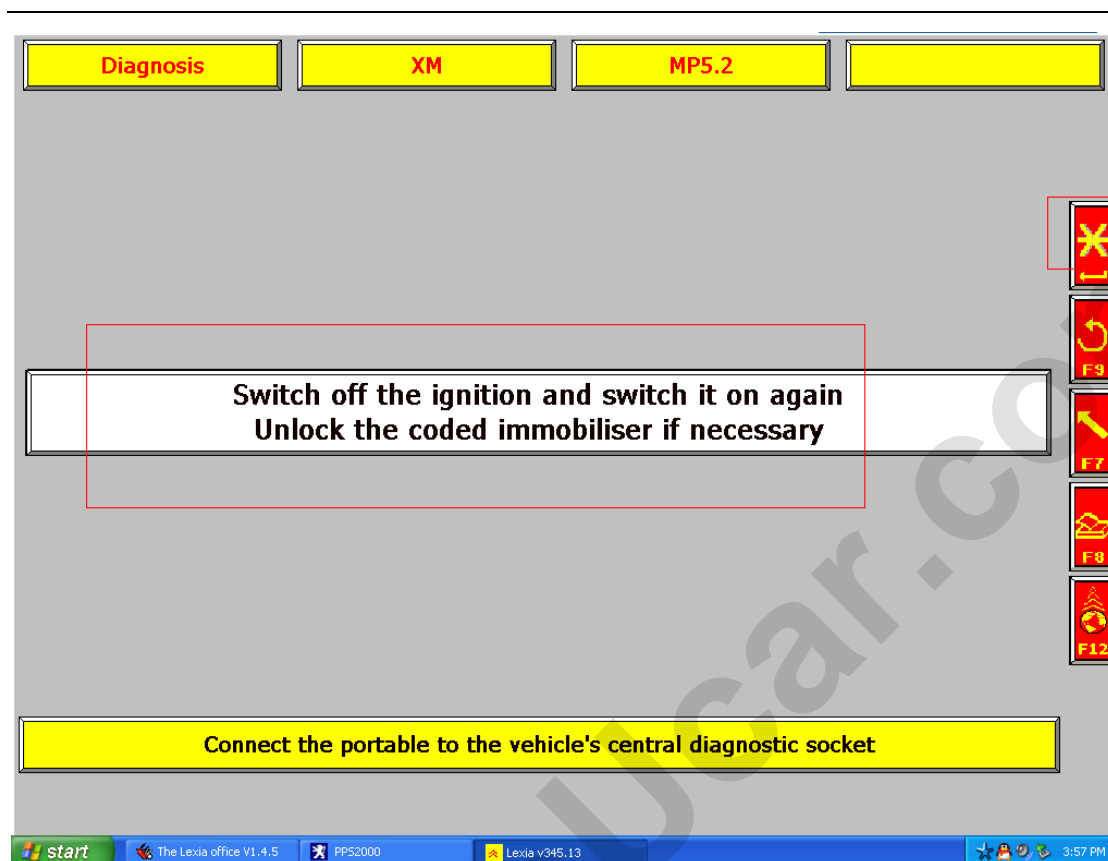 Diagnosis
XM
MP5.2
F9
Switch off the ignition and switch it on again
Unlock the coded immobiliser if necessary
F7
F8
F12
Connect the portable to the vehicle's central diagnostic socket
start
The Lexia office V1.4.5
PPS2000
Lexia v345.13
3:57 PM